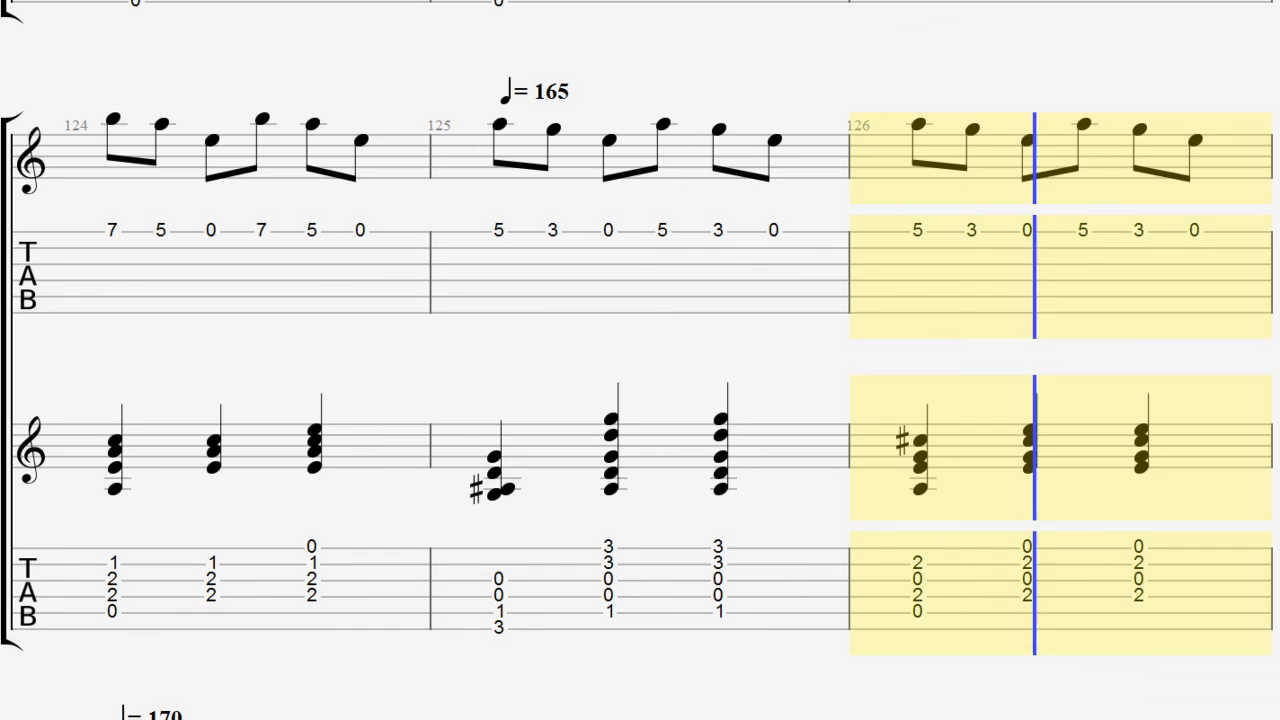 0 0
♩= 165
124 125 126
T 7 5 0 7 5 0 5 3 0 5 3 0 5 3 0 5 3 0
A
B
0 3 3 0 0
T 1 1 1 3 3 2 2 2
2 2 2 0 0 0 0 0 0
A 2 2 2 0 0 0 2 2 2
B 0 1 1 1 0
3
♩= 170